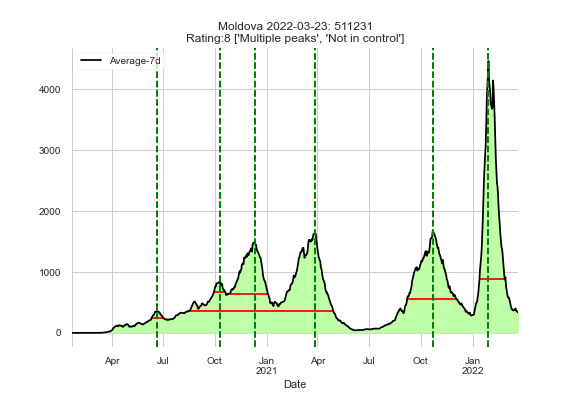 Moldova 2022-03-23: 511231
Rating:8 ['Multiple peaks', 'Not in control']
Average-7d
4000
3000
2000
1000
0
Apr
Jul
Oct
Jan
2021
Apr
Jul
Oct
Jan
2022
Date